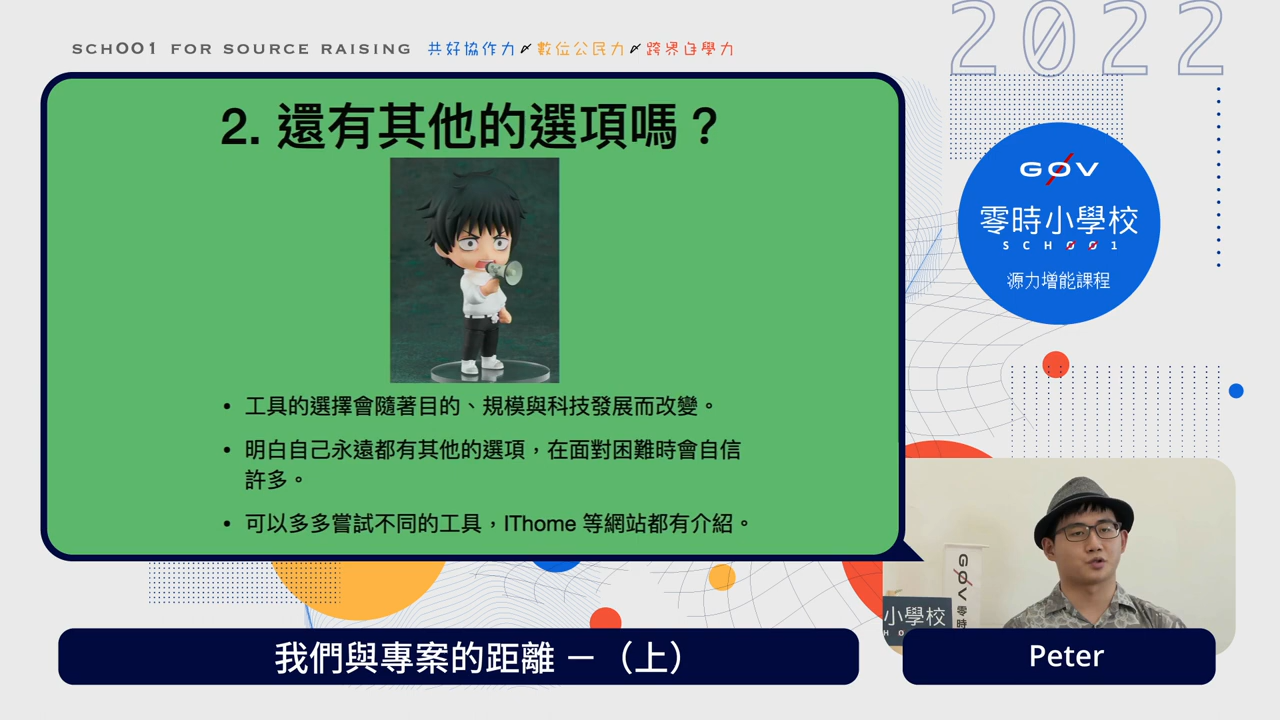 SCHOO1 FOR SOURCE RAISING 共好協作力 數位公民力 跨界自學力
2022
2. 還有其他的選項嗎？
• 工具的選擇會隨著目的、規模與科技發展而改變。
• 明白自己永遠都有其他的選項，在面對困難時會自信
許多。
• 可以多多嘗試不同的工具，IThome 等網站都有介紹。
GØV
零時小學校
SCHØØ1
源力增能課程
GØV 零時
小學校
我們與專案的距離 －（上）
Peter